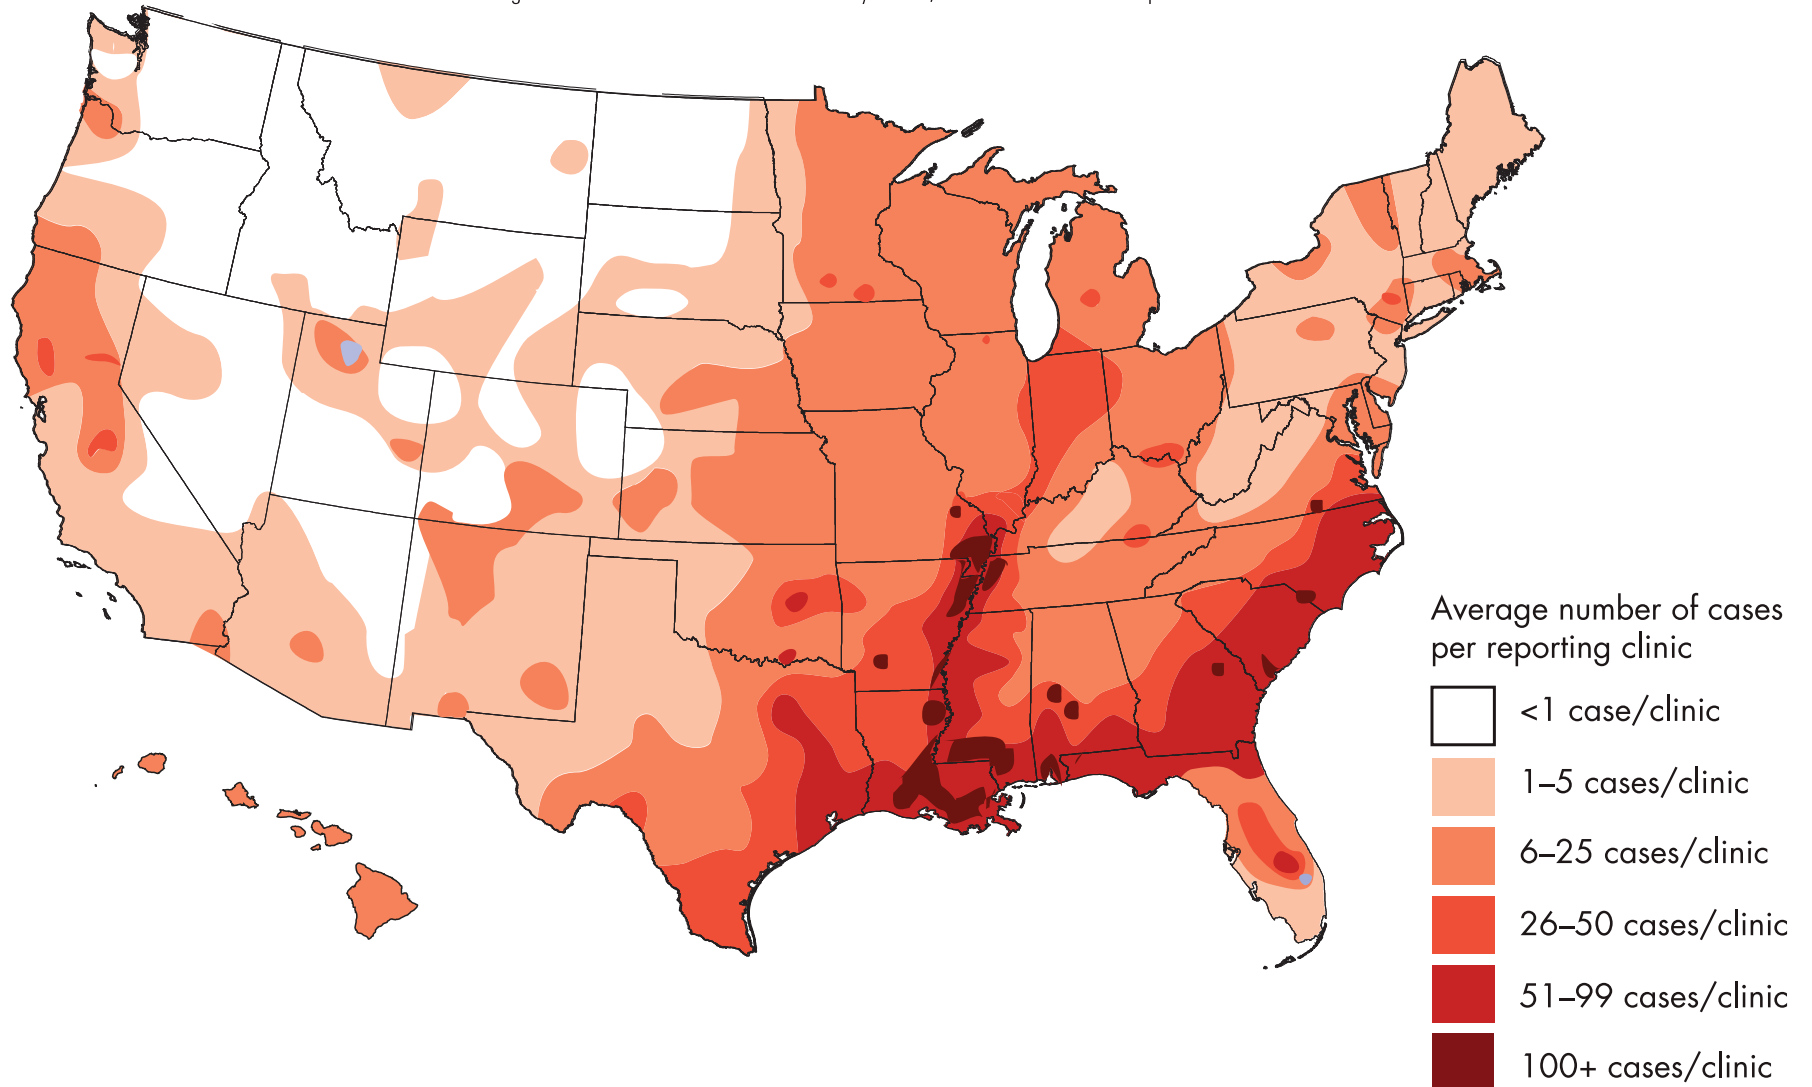 Average number of cases
per reporting clinic
<1 case/clinic
1–5 cases/clinic
6–25 cases/clinic
26–50 cases/clinic
51–99 cases/clinic
100+ cases/clinic